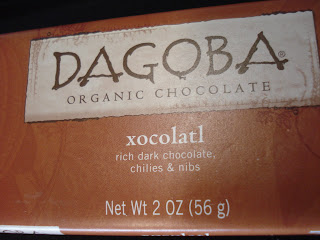 DAGOBA®
ORGANIC CHOCOLATE
xocolatl
rich dark chocolate,
chilies & nibs
Net Wt 2 OZ (56 g)